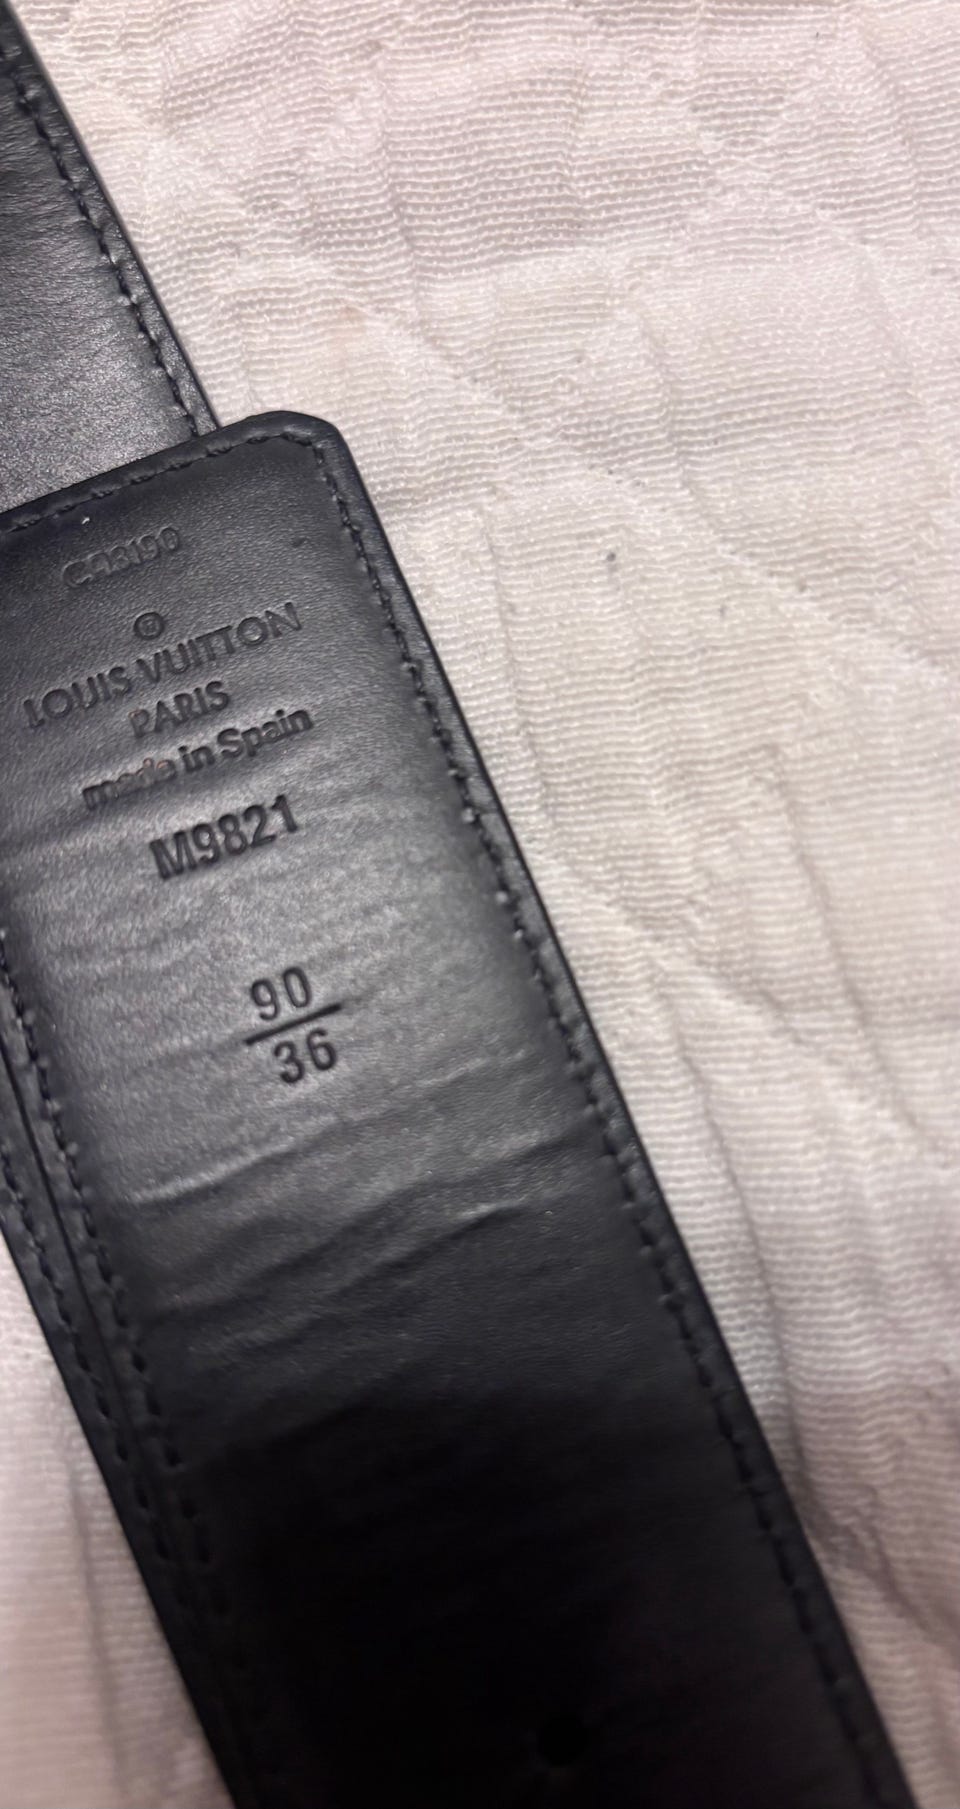 ®
LOUIS VUITTON
PARIS
made in Spain
M9821
90
36